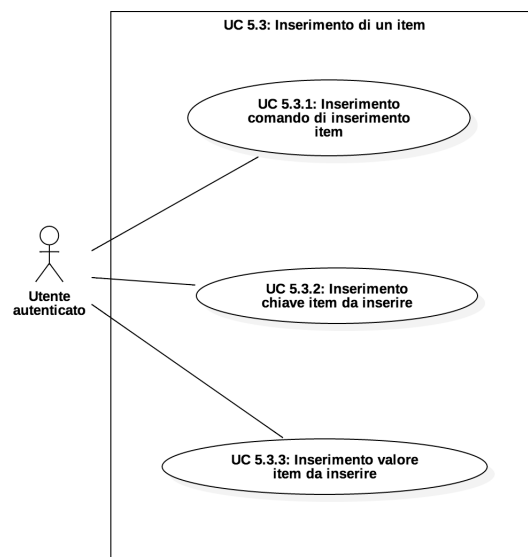 UC 5.3: Inserimento di un item
UC 5.3.1: Inserimento
comando di inserimento
item
Utente
autenticato
UC 5.3.2: Inserimento
chiave item da inserire
UC 5.3.3: Inserimento valore
item da inserire